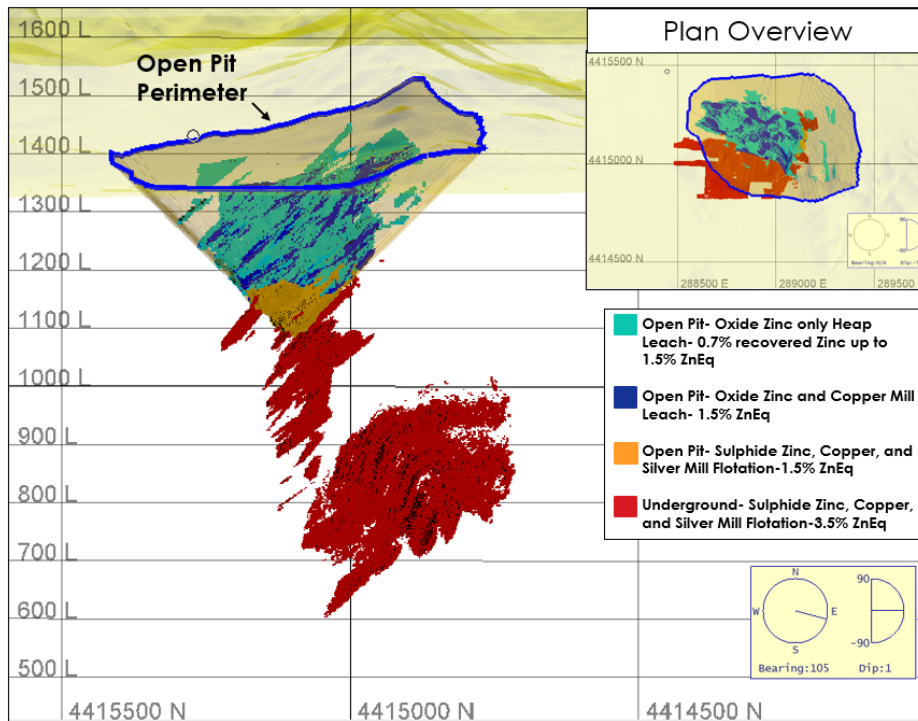 1600 L
1500 L
1400 L
1300 L
1200 L
1100 L
1000 L
900 L
800 L
700 L
600 L
500 L
4415500 N
4415000 N
4414500 N
Open Pit
Perimeter
Plan Overview
4415500 N
4415000 N
4414500 N
288500 E
289000 E
289500
N
W
E
S
90
-90
Bearing:N/A
Open Pit- Oxide Zinc only Heap
Leach- 0.7% recovered Zinc up to
1.5% ZnEq
Open Pit- Oxide Zinc and Copper Mill
Leach- 1.5% ZnEq
Open Pit- Sulphide Zinc, Copper, and
Silver Mill Flotation-1.5% ZnEq
Underground- Sulphide Zinc, Copper,
and Silver Mill Flotation-3.5% ZnEq
N
W
E
S
90
-90
Bearing:105
Dip:1